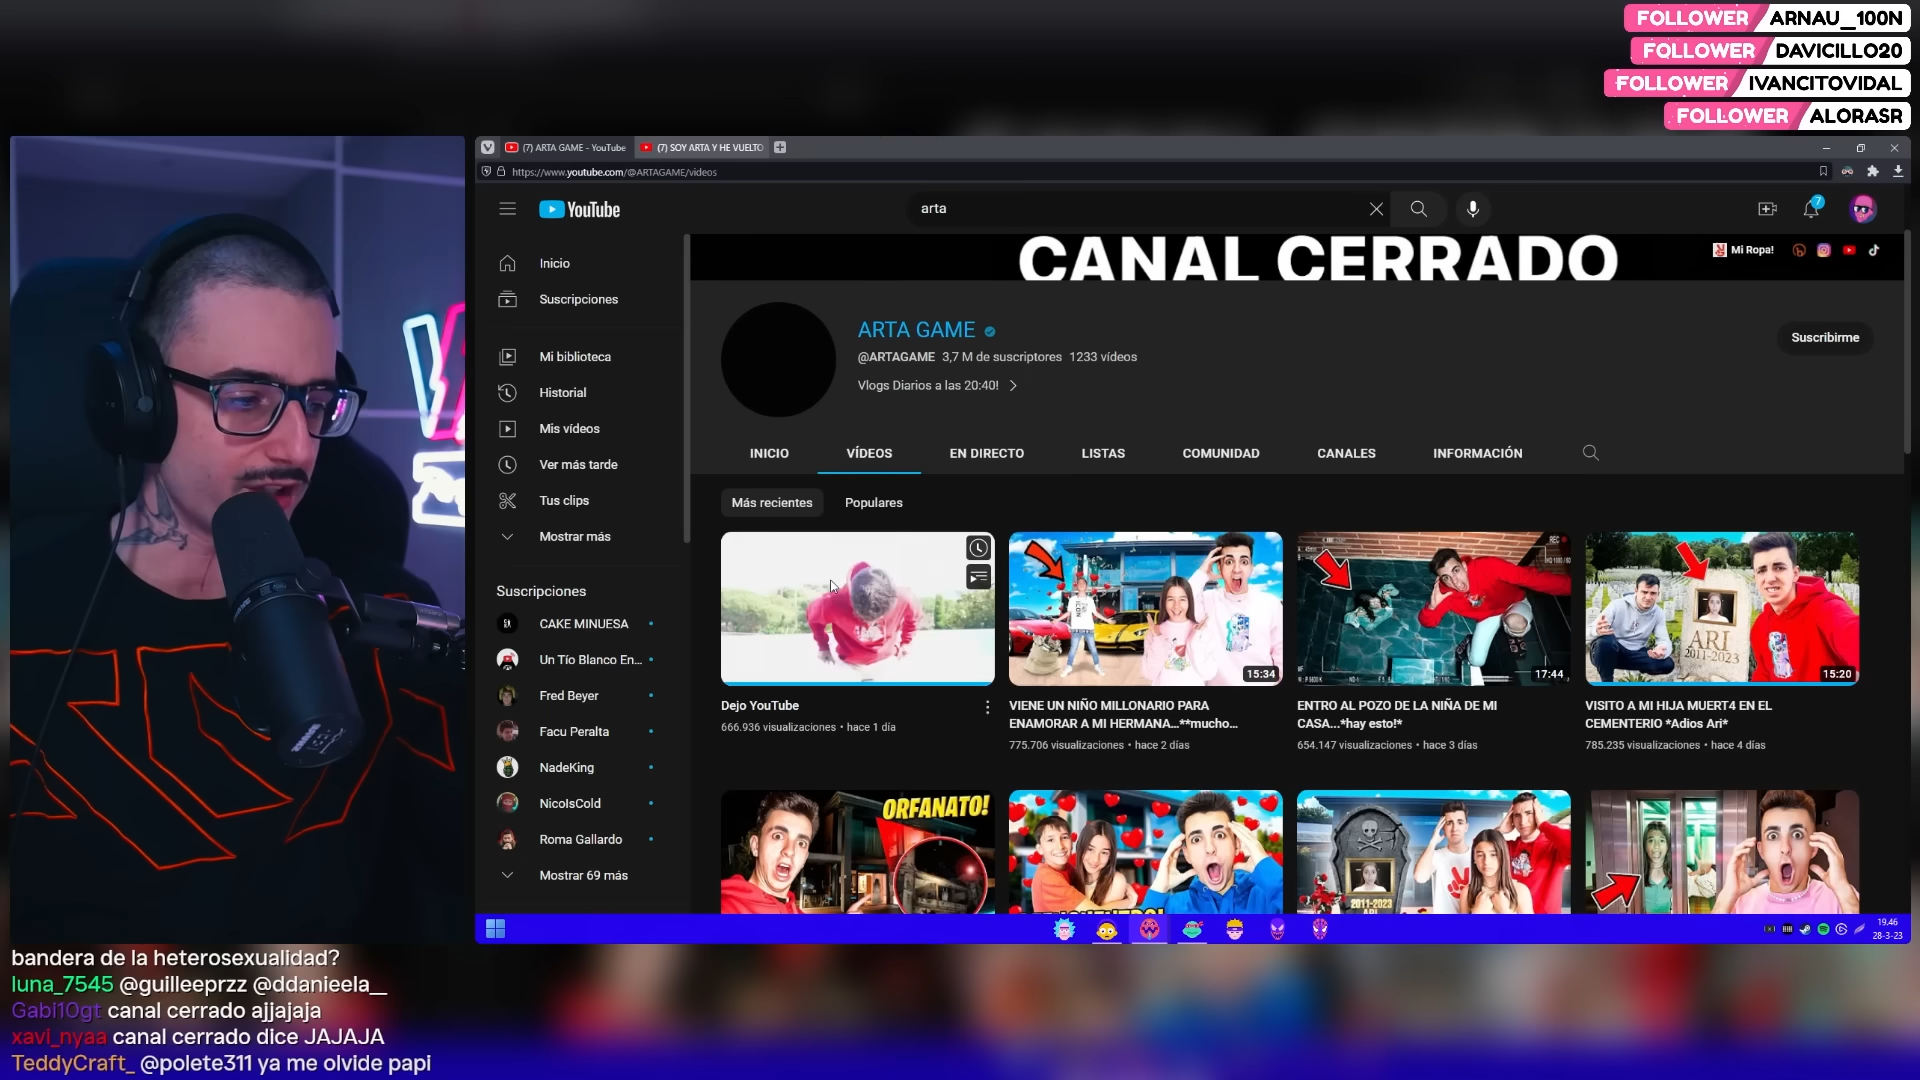 FOLLOWER ARNAU_100N
FOLLOWER DAVICILLO20
FOLLOWER IVANCITOVIDAL
FOLLOWER ALORASR
(7) ARTA GAME - YouTube
(7) SOY ARTA Y HE VUELTO
https://www.youtube.com/@ARTAGAME/videos
YouTube
arta
7
Inicio
Suscripciones
Mi biblioteca
Historial
Mis vídeos
Ver más tarde
Tus clips
Mostrar más
Suscripciones
CAKE MINUESA
Un Tío Blanco En...
Fred Beyer
Facu Peralta
NadeKing
NicolsCold
Roma Gallardo
Mostrar 69 más
CANAL CERRADO
Mi Ropa!
ARTA GAME
@ARTAGAME 3,7 M de suscriptores 1233 vídeos
Vlogs Diarios a las 20:40!
Suscribirme
INICIO VÍDEOS EN DIRECTO LISTAS COMUNIDAD CANALES INFORMACIÓN
Más recientes Populares
15:34
REC
17:44
ARI
2011-2023
15:20
Dejo YouTube
666.936 visualizaciones • hace 1 día
VIENE UN NIÑO MILLONARIO PARA
ENAMORAR A MI HERMANA...**mucho...
775.706 visualizaciones • hace 2 días
ENTRO AL POZO DE LA NIÑA DE MI
CASA...*hay esto!*
654.147 visualizaciones • hace 3 días
VISITO A MI HIJA MUERT4 EN EL
CEMENTERIO *Adios Ari*
785.235 visualizaciones • hace 4 días
ORFANATO!
2011-2023
ARI
19:46
28-3-23
bandera de la heterosexualidad?
luna_7545 @guilleeprzz @ddanieela__
Gabi10gt canal cerrado ajjajaja
xavi_nyaa canal cerrado dice JAJAJA
TeddyCraft_ @polete311 ya me olvide papi